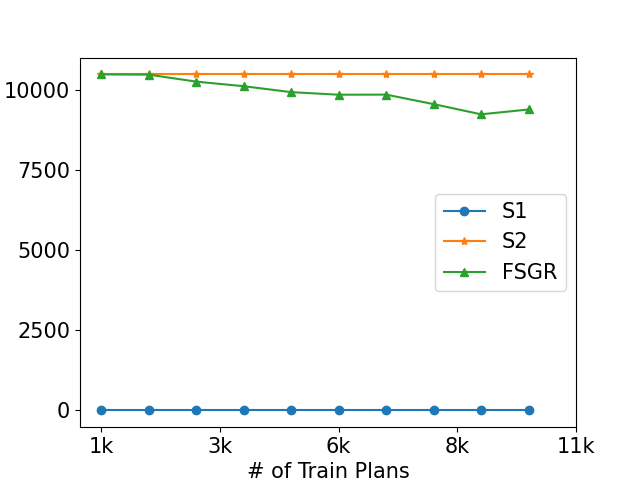 10000
7500
5000
2500
0
S1
S2
FSGR
1k 3k 6k 8k 11k
# of Train Plans